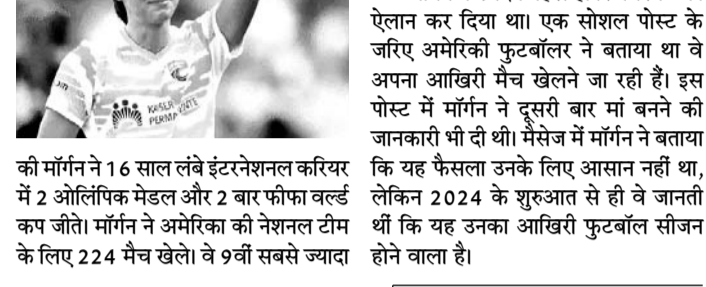 KAISER
PERMANENTE
की मॉर्गन ने 16 साल लंबे इंटरनेशनल करियर
में 2 ओलिंपिक मेडल और 2 बार फीफा वर्ल्ड
कप जीते। मॉर्गन ने अमेरिका की नेशनल टीम
के लिए 224 मैच खेले। वे 9वीं सबसे ज्यादा
ऐलान कर दिया था। एक सोशल पोस्ट के
जरिए अमेरिकी फुटबॉलर ने बताया था वे
अपना आखिरी मैच खेलने जा रही हैं। इस
पोस्ट में मॉर्गन ने दूसरी बार मां बनने की
जानकारी भी दी थी। मैसेज में मॉर्गन ने बताया
कि यह फैसला उनके लिए आसान नहीं था,
लेकिन 2024 के शुरुआत से ही वे जानती
थीं कि यह उनका आखिरी फुटबॉल सीजन
होने वाला है।